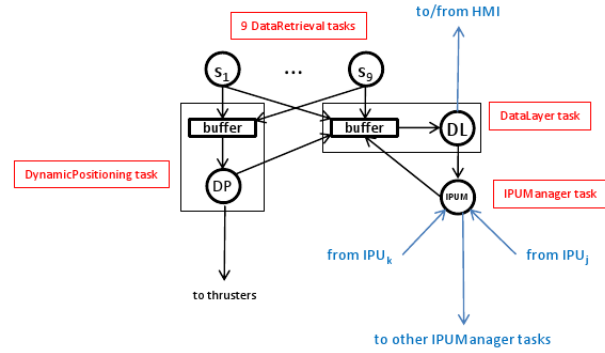 to/from HMI
9 DataRetrieval tasks
S1
...
S9
buffer
buffer
DL
DataLayer task
DynamicPositioning task
DP
IPUM
IPUManager task
from IPUk
from IPUj
to thrusters
to other IPUManager tasks